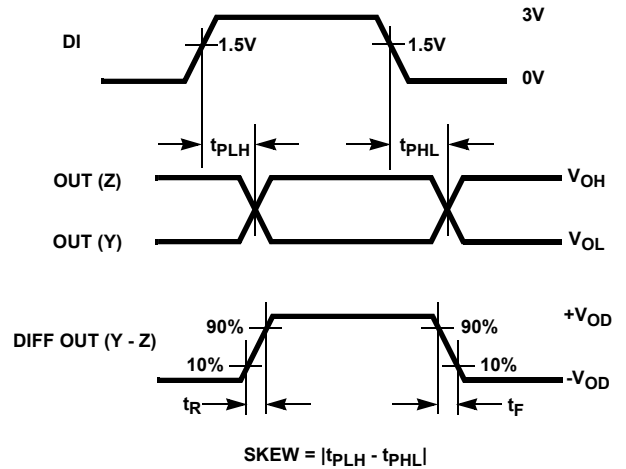 3V
DI
1.5V
1.5V
0V
tPLH
tPHL
OUT (Z)
VOH
OUT (Y)
VOL
+VOD
90%
90%
DIFF OUT (Y - Z)
10%
10%
-VOD
tR
tF
SKEW = |tPLH - tPHL|